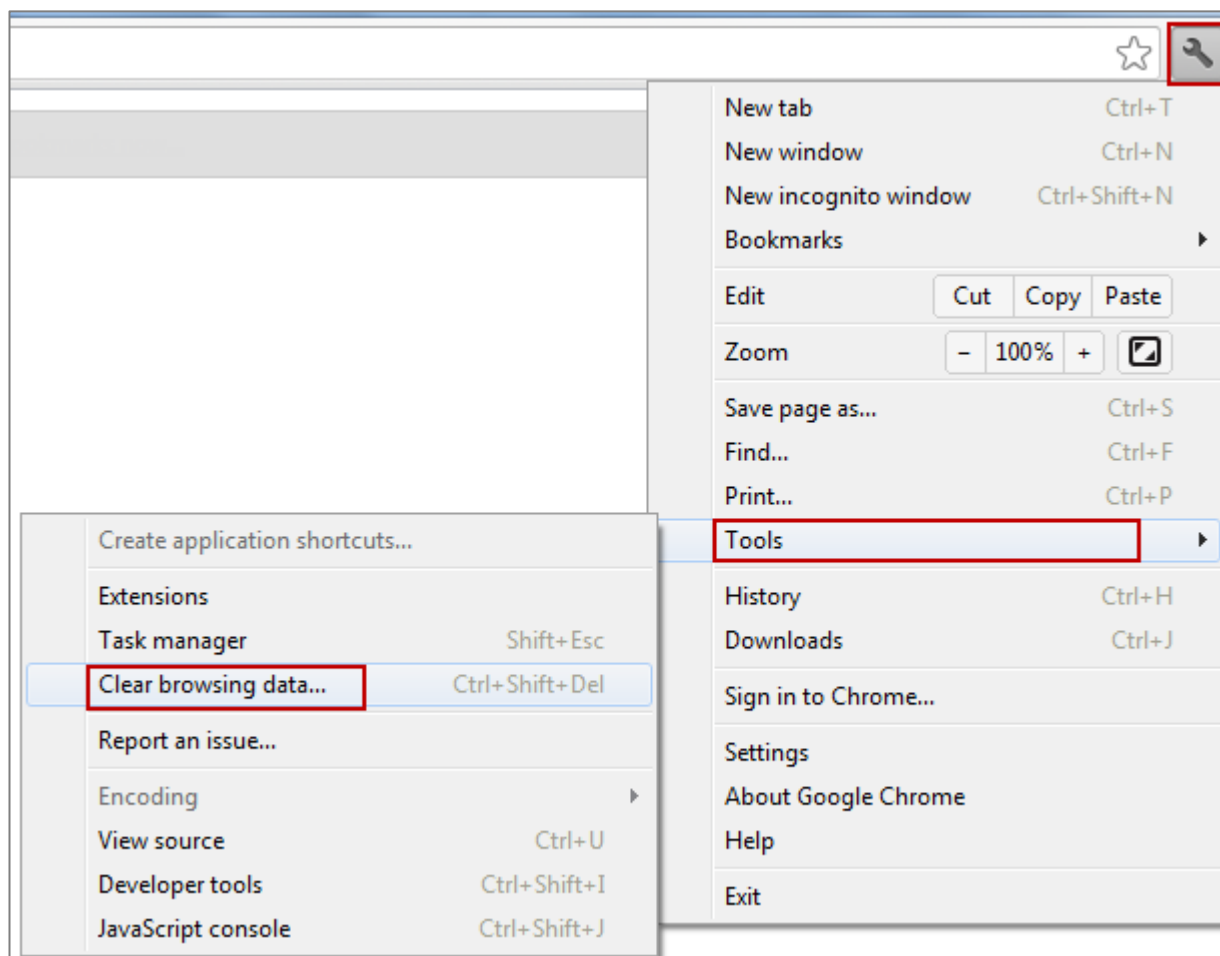 New tab Ctrl+T
New window Ctrl+N
New incognito window Ctrl+Shift+N
Bookmarks
Edit Cut Copy Paste
Zoom - 100% +
Save page as... Ctrl+S
Find... Ctrl+F
Print... Ctrl+P
Tools
History Ctrl+H
Downloads Ctrl+J
Sign in to Chrome...
Settings
About Google Chrome
Help
Exit
Create application shortcuts...
Extensions
Task manager Shift+Esc
Clear browsing data... Ctrl+Shift+Del
Report an issue...
Encoding
View source Ctrl+U
Developer tools Ctrl+Shift+I
JavaScript console Ctrl+Shift+J